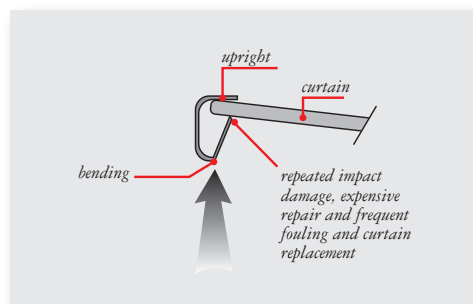 upright
curtain
bending
repeated impact
damage, expensive
repair and frequent
fouling and curtain
replacement